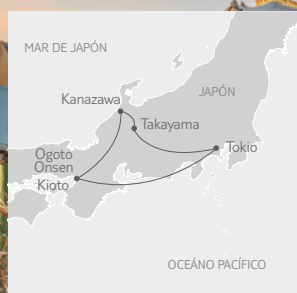 MAR DE JAPÓN
JAPÓN
Kanazawa
Takayama
Tokio
Ogoto
Onsen
Kioto
OCEÁNO PACÍFICO